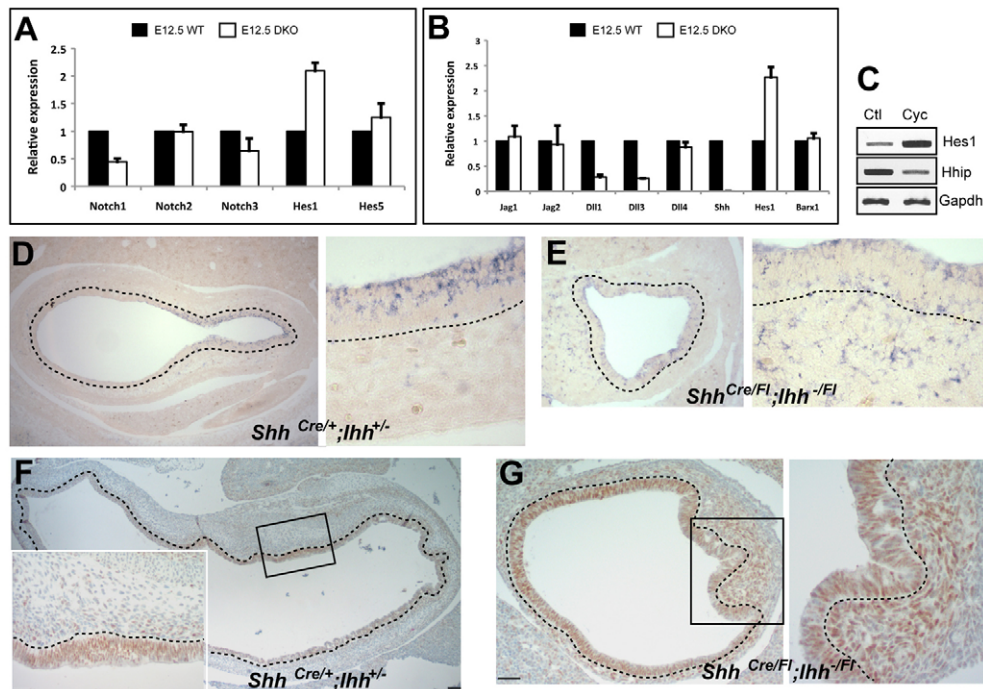 A
E12.5 WT E12.5 DKO
Relative expression
2.5
2
1.5
1
0.5
0
Notch1 Notch2 Notch3 Hes1 Hes5
B
E12.5 WT E12.5 DKO
Relative expression
3
2.5
2
1.5
1
0.5
0
Jag1 Jag2 Dll1 Dll3 Dll4 Shh Hes1 Barx1
C
Ctl Cyc
Hes1
Hhip
Gapdh
D
Shh Cre/+;Ihh+/-
E
Shh Cre/Fl;Ihh -/Fl
F
Shh Cre/+;Ihh+/-
G
Shh Cre/Fl;Ihh-/Fl